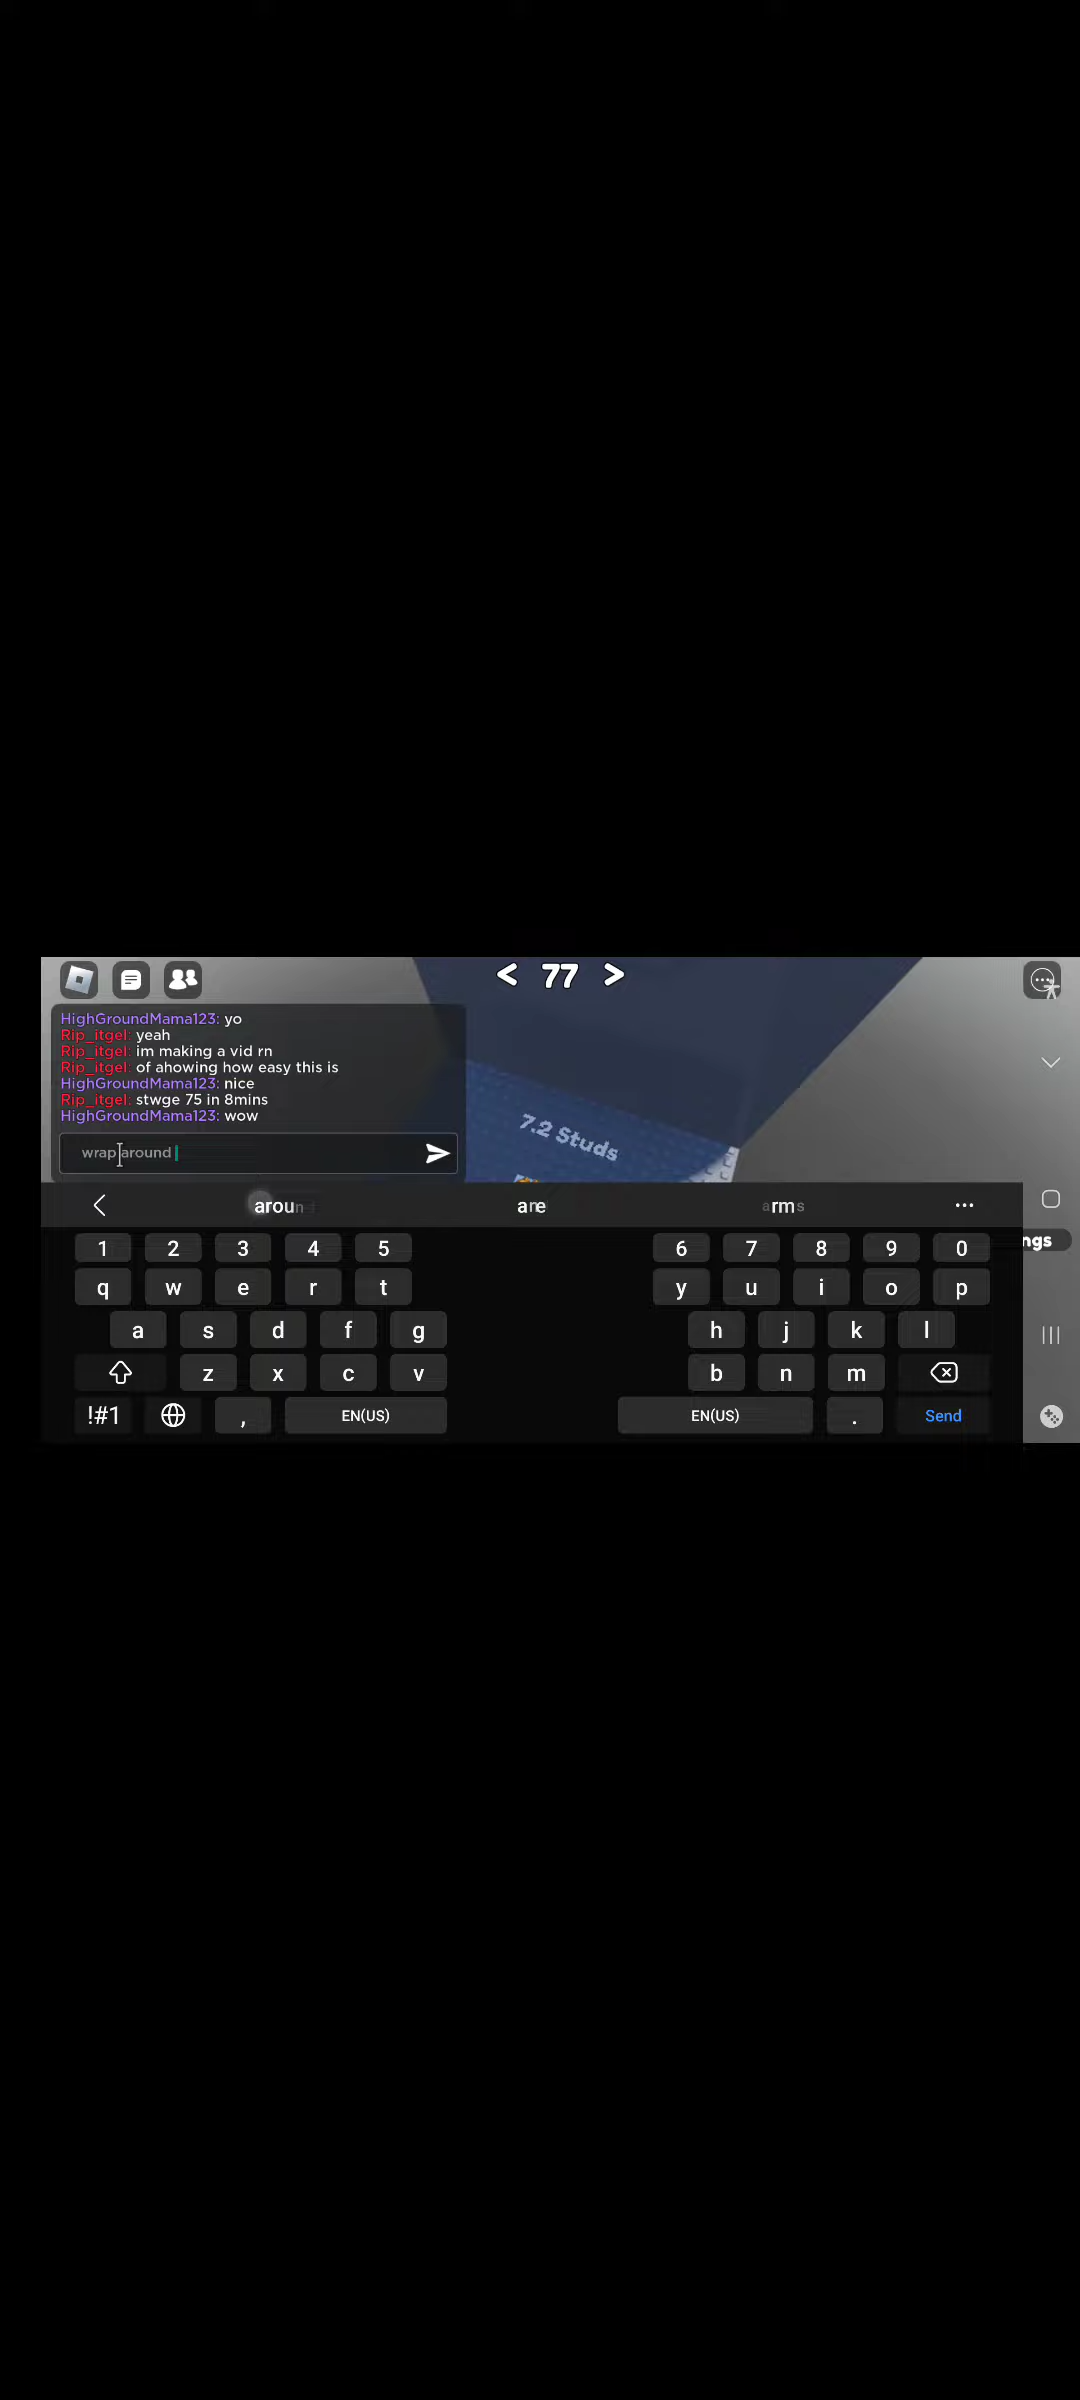 < 77 >
HighGroundMama123: yo
Rip_itgel: yeah
Rip_itgel: im making a vid rn
Rip_itgel: of ahowing how easy this is
HighGroundMama123: nice
Rip_itgel: stwge 75 in 8mins
HighGroundMama123: wow
7.2 Studs
wrap around
aroun are arms
ngs
1 2 3 4 5 6 7 8 9 0
q w e r t y u i o p
a s d f g h j k l
z x c v b n m
!#1 , EN(US) EN(US) . Send